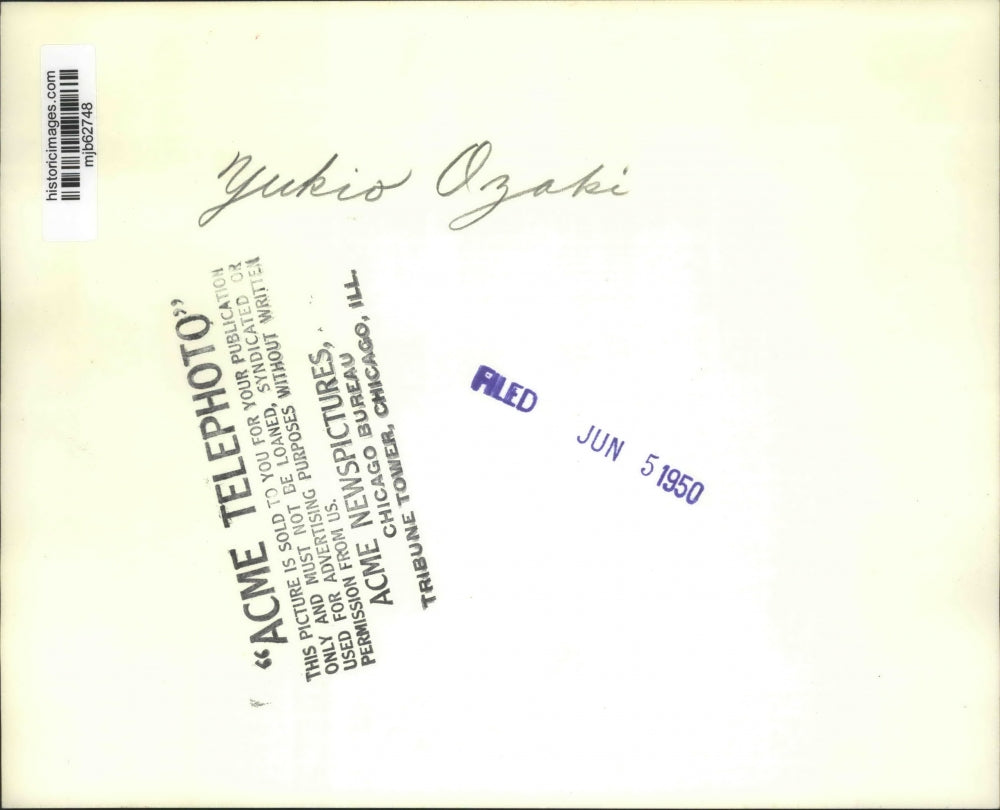 historicimages.com
mjb62748
Yukio Ozaki
"ACME TELEPHOTO"
THIS PICTURE IS SOLD TO YOU FOR YOUR PUBLICATION
ONLY AND MUST NOT BE LOANED, SYNDICATED OR
USED FOR ADVERTISING PURPOSES WITHOUT WRITTEN
PERMISSION FROM US.
ACME NEWSPICTURES,
CHICAGO BUREAU
TRIBUNE TOWER, CHICAGO, ILL.
FILED
JUN 5 1950